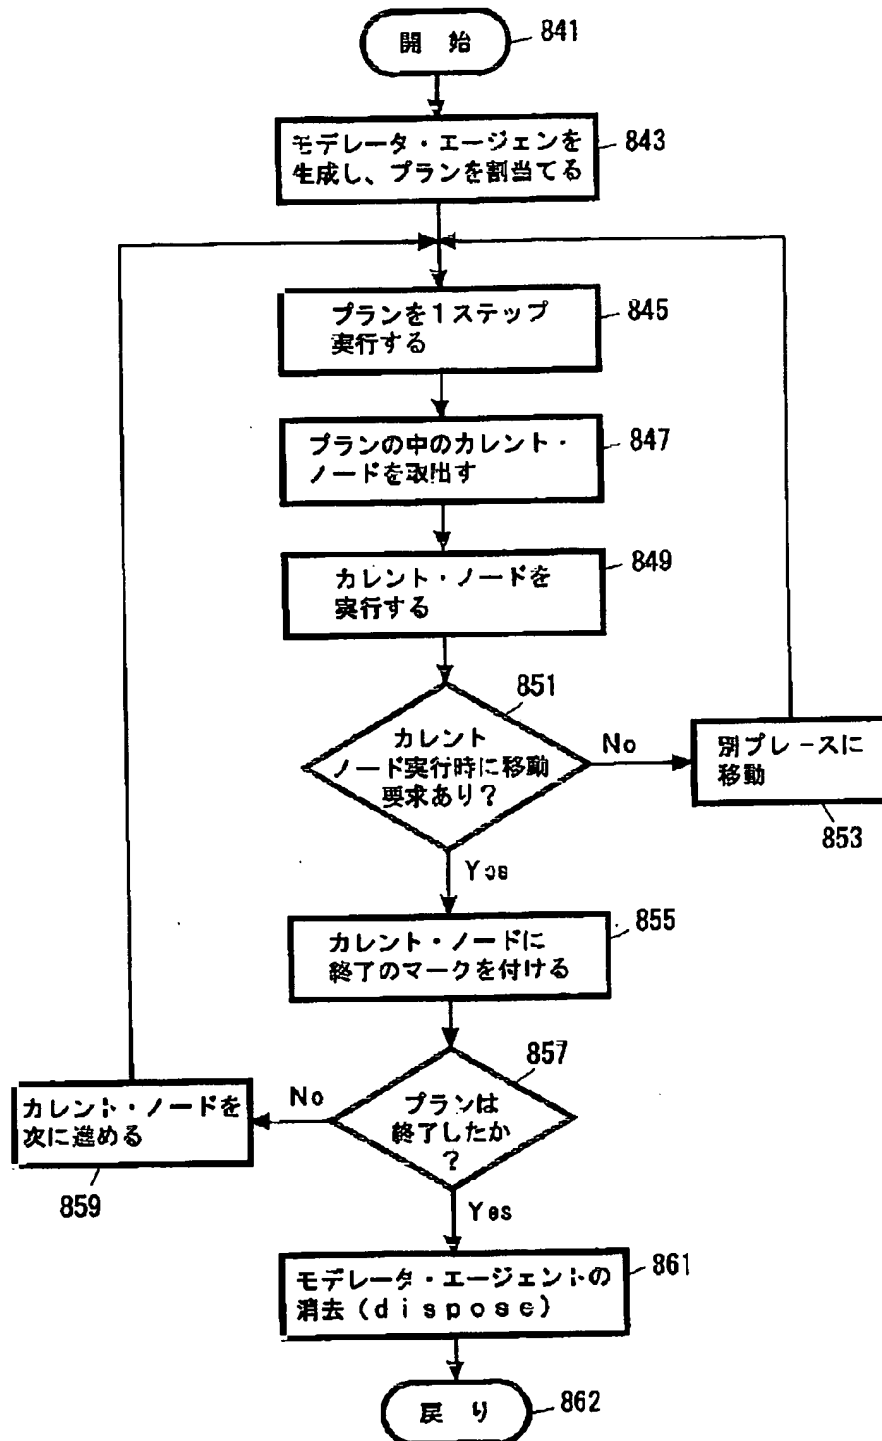 開 始
841
モデレータ・エージェンを
生成し、プランを割当てる
843
プランを1ステップ
実行する
845
プランの中のカレント・
ノードを取出す
847
カレント・ノードを
実行する
849
851
カレント
ノード実行時に移動
要求あり?
No
別プレースに
移動
853
Yes
カレント・ノードに
終了のマークを付ける
855
857
プランは
終了したか
?
No
カレント・ノードを
次に進める
859
Yes
モデレータ・エージェントの
消去(dispose)
861
戻 り
862